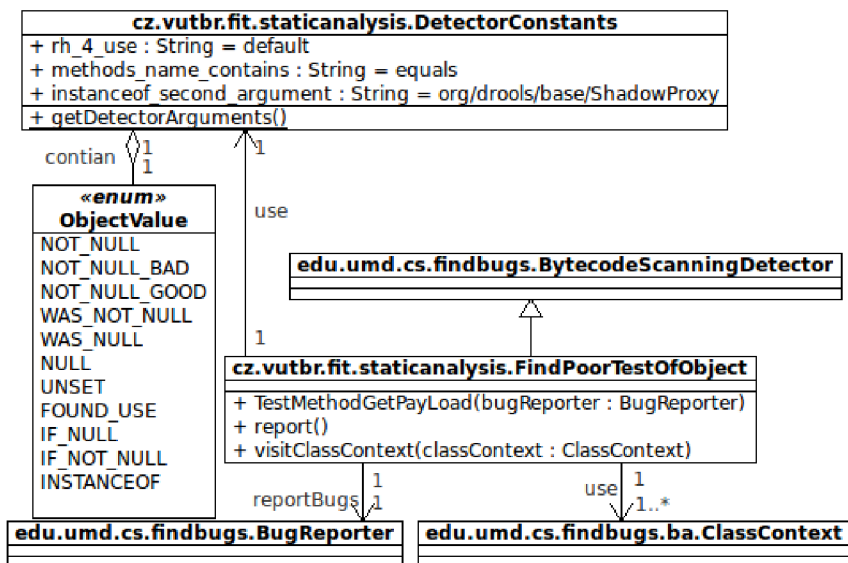 cz.vutbr.fit.staticanalysis.DetectorConstants
+ rh_4_use : String = default
+ methods_name_contains : String = equals
+ instanceof_second_argument : String = org/drools/base/ShadowProxy
+ getDetectorArguments()
contian
1
1
1
use
«enum»
ObjectValue
NOT_NULL
NOT_NULL_BAD
NOT_NULL_GOOD
WAS_NOT_NULL
WAS_NULL
NULL
UNSET
FOUND_USE
IF_NULL
IF_NOT_NULL
INSTANCEOF
edu.umd.cs.findbugs.BytecodeScanningDetector
1
cz.vutbr.fit.staticanalysis.FindPoorTestOfObject
+ TestMethodGetPayLoad(bugReporter : BugReporter)
+ report()
+ visitClassContext(classContext : ClassContext)
1
reportBugs
1
1
use
1..*
edu.umd.cs.findbugs.BugReporter
edu.umd.cs.findbugs.ba.ClassContext